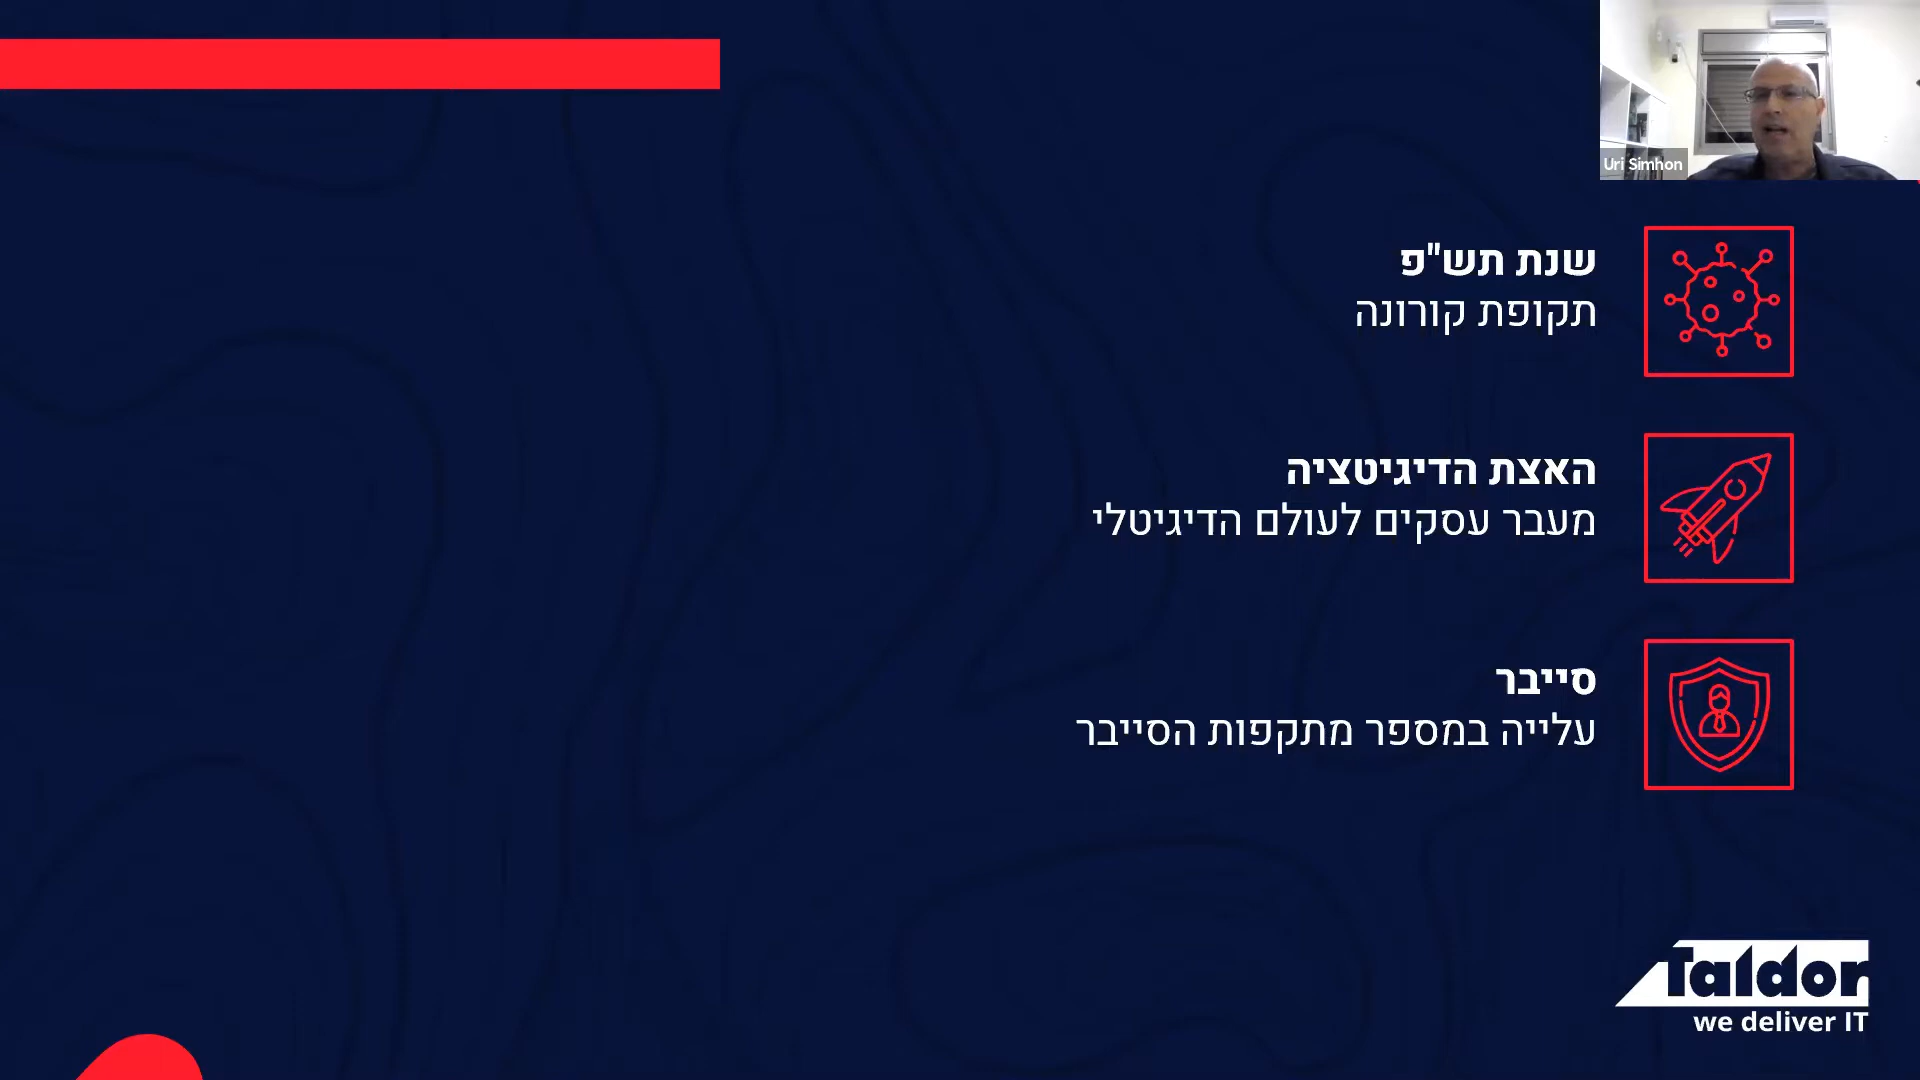 Uri Simhon
שנת תש"פ
תקופת קורונה
האצת הדיגיטציה
מעבר עסקים לעולם הדיגיטלי
סייבר
עלייה במספר מתקפות הסייבר
Taldor
we deliver IT